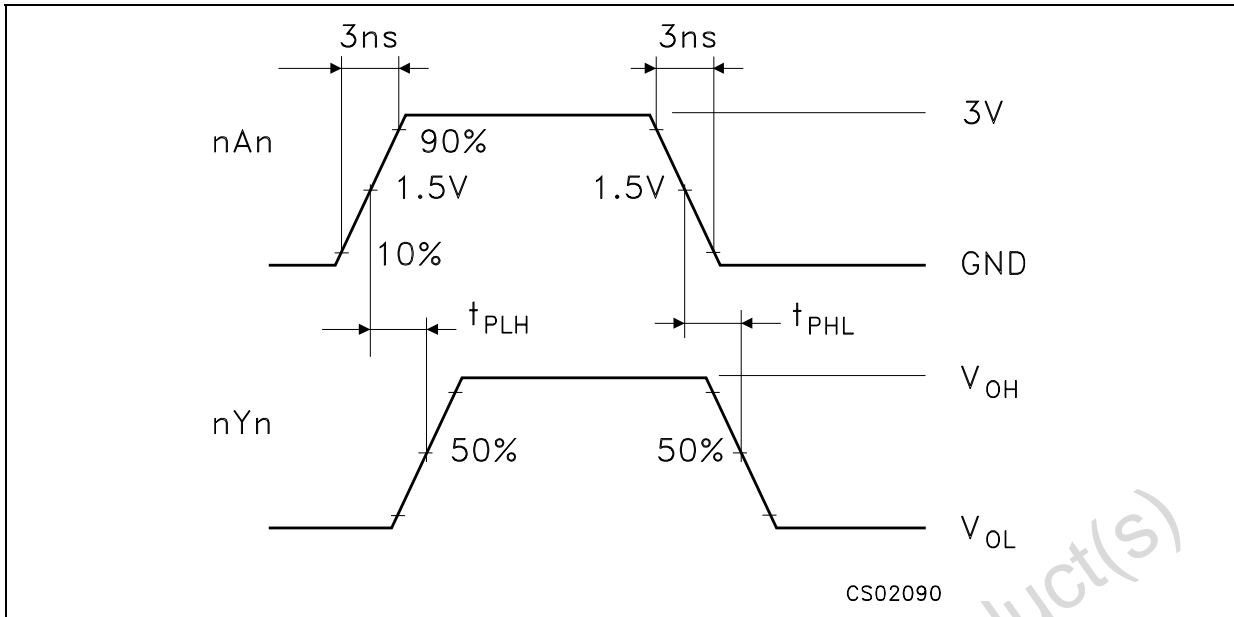 3ns 3ns
3V
nAn
90%
1.5V 1.5V
10%
GND
tPLH tPHL
VOH
nYn
50% 50%
VOL
duct(s)
CS02090